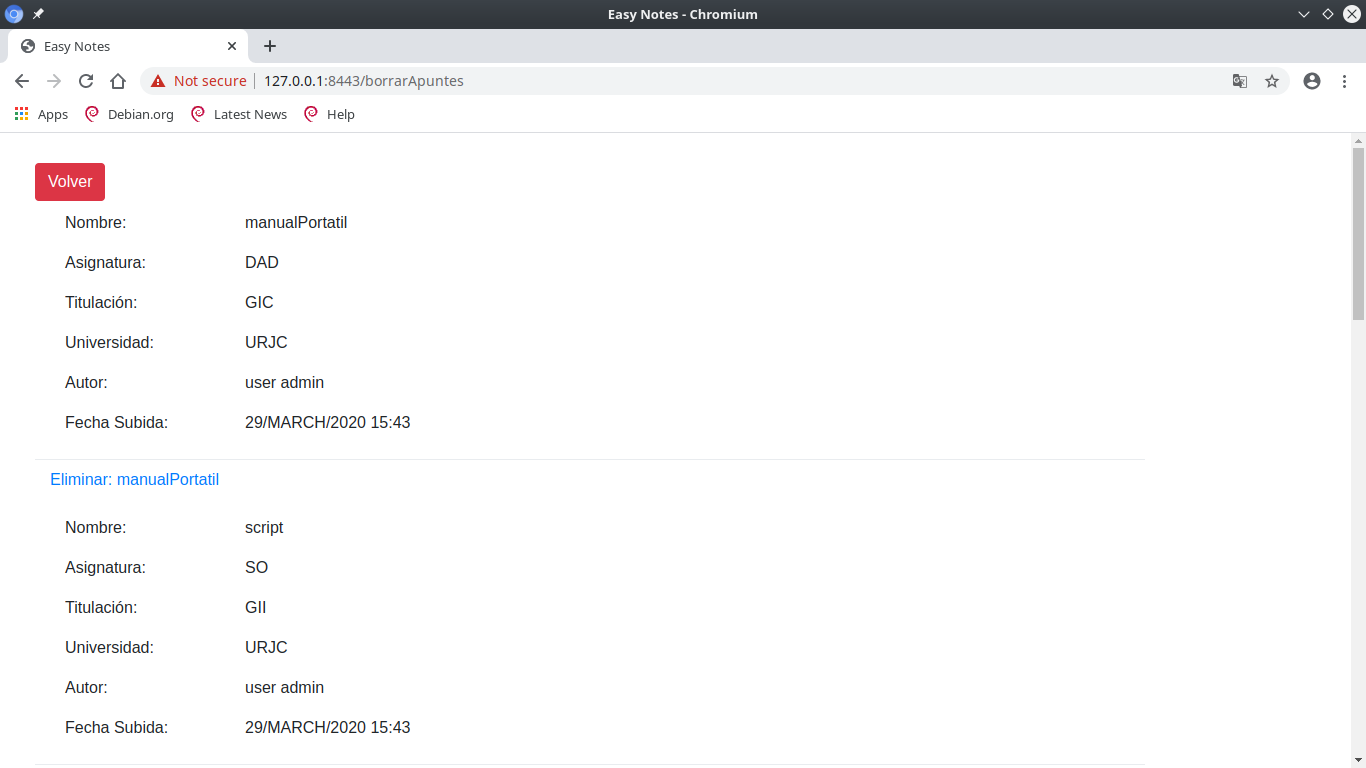 Easy Notes - Chromium
Easy Notes
Not secure 127.0.0.1:8443/borrarApuntes
Apps Debian.org Latest News Help
Volver
Nombre: manualPortatil
Asignatura: DAD
Titulación: GIC
Universidad: URJC
Autor: user admin
Fecha Subida: 29/MARCH/2020 15:43
Eliminar: manualPortatil
Nombre: script
Asignatura: SO
Titulación: GII
Universidad: URJC
Autor: user admin
Fecha Subida: 29/MARCH/2020 15:43